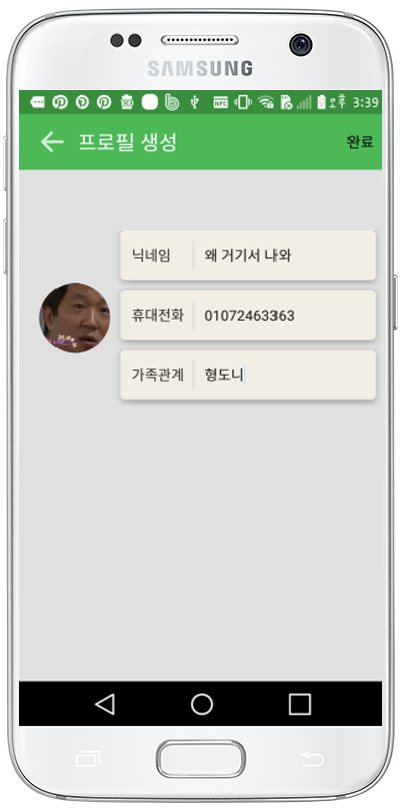 SAMSUNG
NFC 오후 3:39
프로필 생성 완료
닉네임 왜 거기서 나와
휴대전화 01072463363
가족관계 형도니